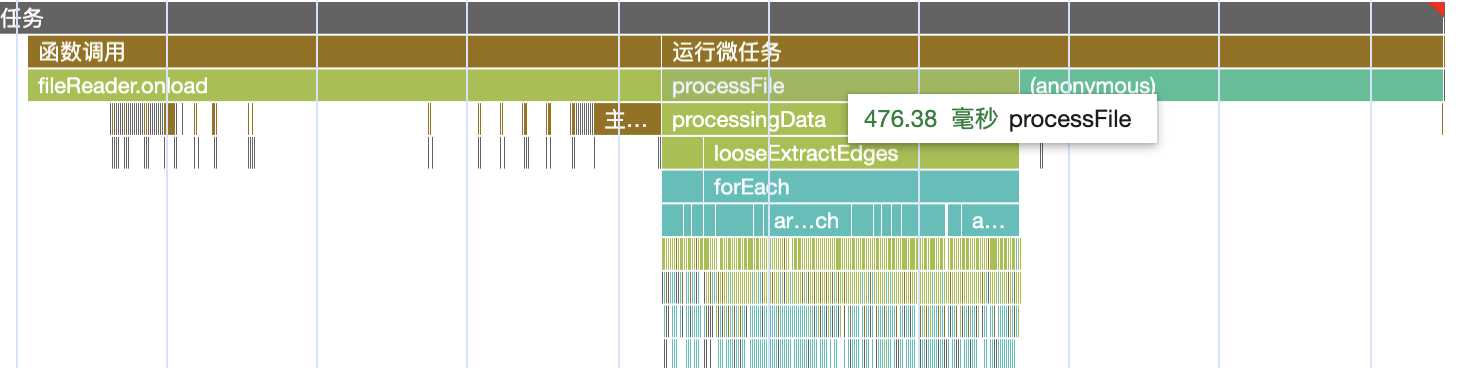 任务
函数调用 运行微任务
fileReader.onload processFile (anonymous)
主... processingData 476.38 毫秒 processFile
looseExtractEdges
forEach
ar...ch a...